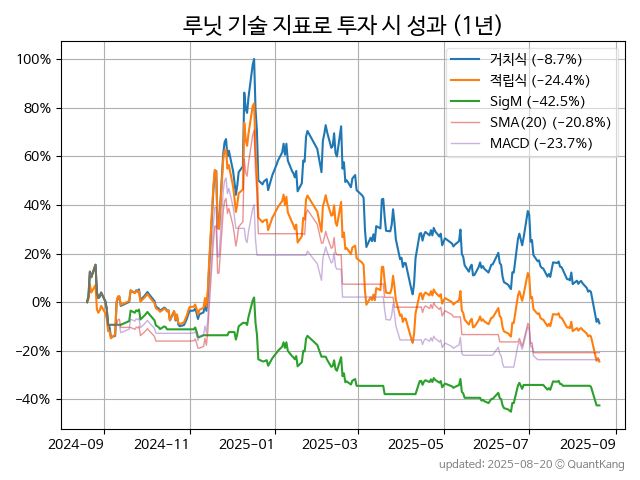 루닛 기술 지표로 투자 시 성과 (1년)
100%
80%
60%
40%
20%
0%
−20%
−40%
거치식 (−8.7%)
적립식 (−24.4%)
SigM (−42.5%)
SMA(20) (−20.8%)
MACD (−23.7%)
2024-09
2024-11
2025-01
2025-03
2025-05
2025-07
2025-09
updated: 2025-08-20 © QuantKang